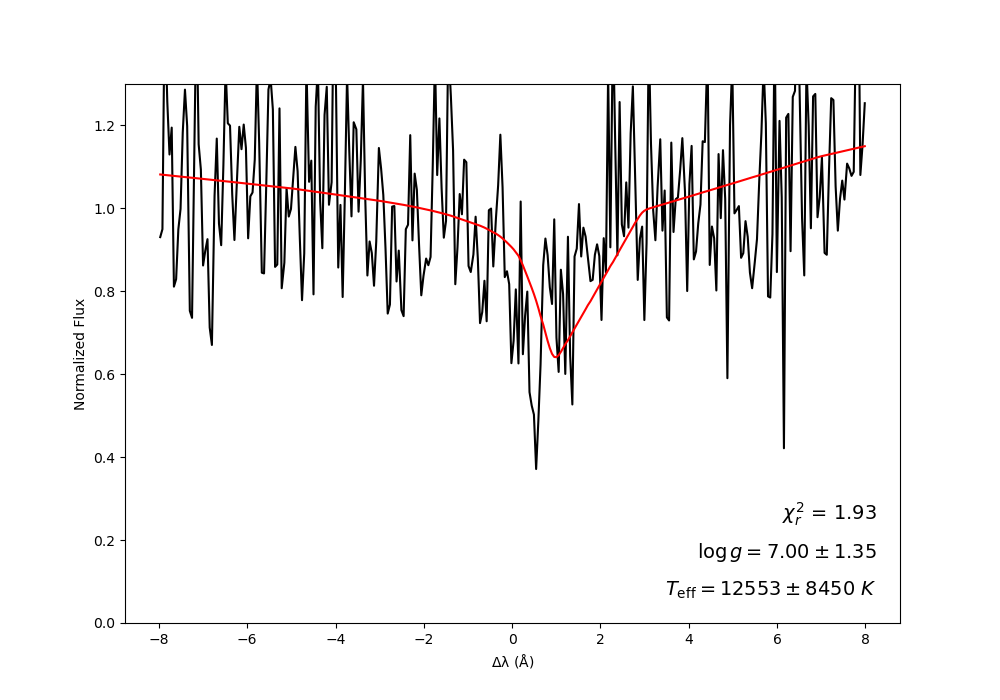 1.2
1.0
0.8
0.6
0.4
0.2
0.0
Normalized Flux
χ²ᵣ = 1.93
log g = 7.00 ± 1.35
T_eff = 12553 ± 8450 K
−8 −6 −4 −2 0 2 4 6 8
Δλ (Å)